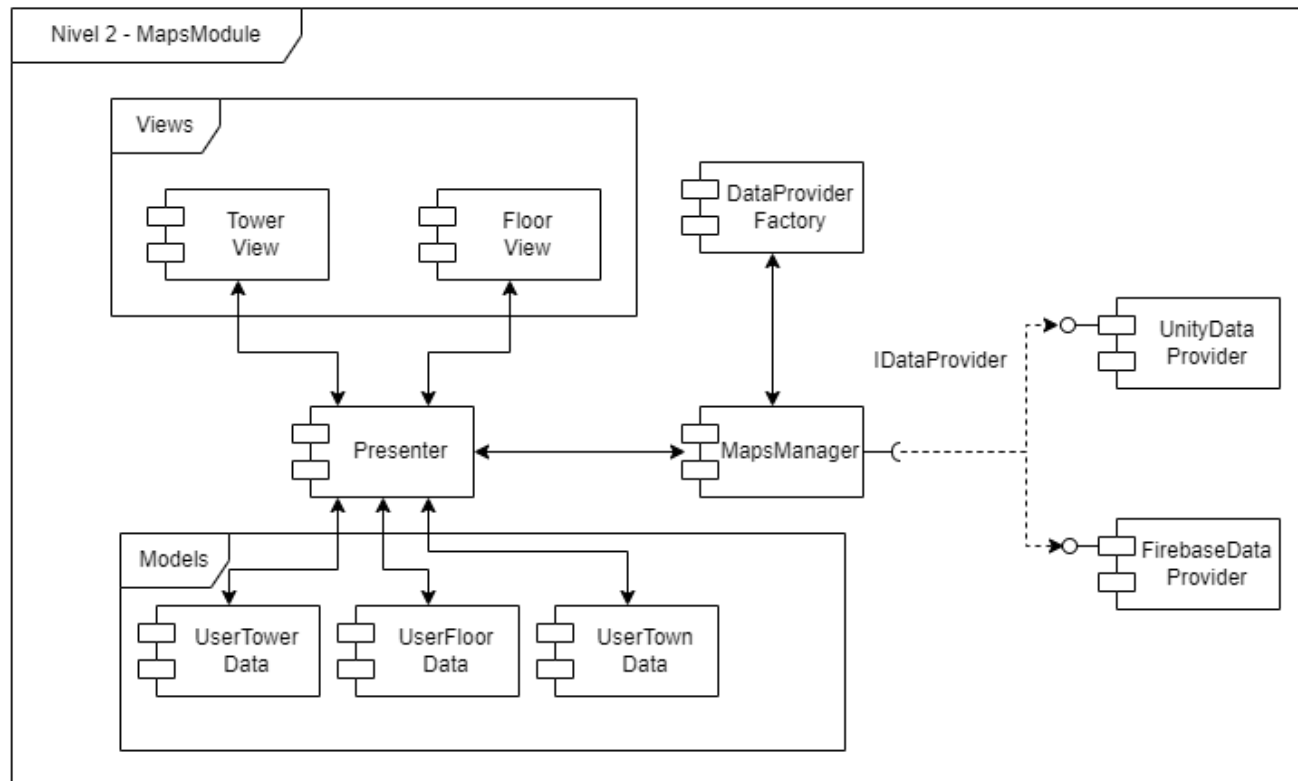 Nivel 2 - MapsModule
Views
Tower
View
Floor
View
DataProvider
Factory
IDataProvider
UnityData
Provider
Presenter
MapsManager
FirebaseData
Provider
Models
UserTower
Data
UserFloor
Data
UserTown
Data